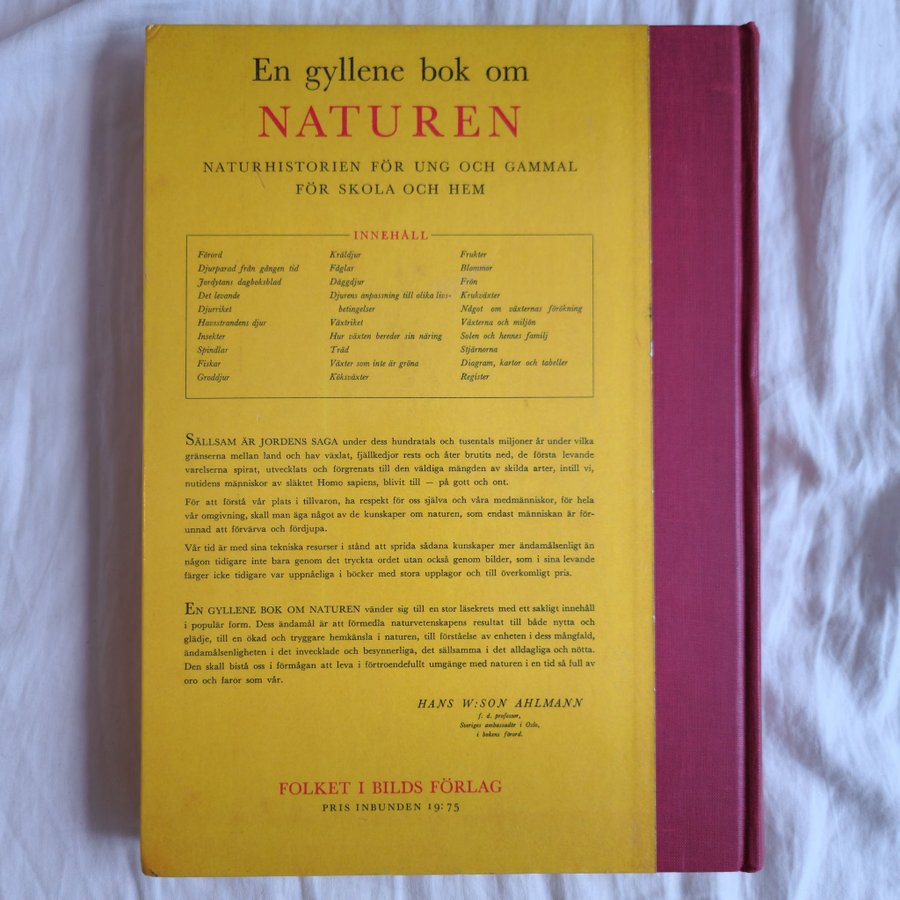 En gyllene bok om
NATUREN
NATURHISTORIEN FÖR UNG OCH GAMMAL
FÖR SKOLA OCH HEM
INNEHÅLL
Förord
Djurparad från gången tid
Jordytans dagboksblad
Det levande
Djurriket
Havsstrandens djur
Insekter
Spindlar
Fiskar
Groddjur
Kräldjur
Fåglar
Däggdjur
Djurens anpassning till olika livs-
betingelser
Växtriket
Hur växten bereder sin näring
Träd
Växter som inte är gröna
Köksväxter
Frukter
Blommor
Frön
Krukväxter
Något om växternas förökning
Växterna och miljön
Solen och hennes familj
Stjärnorna
Diagram, kartor och tabeller
Register
SÄLLSAM ÄR JORDENS SAGA under dess hundratals och tusentals miljoner år under vilka
gränserna mellan land och hav växlat, fjällkedjor rests och åter brutits ned, de första levande
varelserna spirat, utvecklats och förgrenats till den väldiga mängden av skilda arter, intill vi,
nutidens människor av släktet Homo sapiens, blivit till — på gott och ont.
För att förstå vår plats i tillvaron, ha respekt för oss själva och våra medmänniskor, för hela
vår omgivning, skall man äga något av de kunskaper om naturen, som endast människan är för-
unnad att förvärva och fördjupa.
Vår tid är med sina tekniska resurser i stånd att sprida sådana kunskaper mer ändamålsenligt än
någon tidigare inte bara genom det tryckta ordet utan också genom bilder, som i sina levande
färger icke tidigare var uppnåeliga i böcker med stora upplagor och till överkomligt pris.
EN GYLLENE BOK OM NATUREN vänder sig till en stor läsekrets med ett sakligt innehåll
i populär form. Dess ändamål är att förmedla naturvetenskapens resultat till både nytta och
glädje, till en ökad och tryggare hemkänsla i naturen, till förståelse av enheten i dess mångfald,
ändamålsenligheten i det invecklade och besynnerliga, det sällsamma i det alldagliga och nötta.
Den skall bistå oss i förmågan att leva i förtroendefullt umgänge med naturen i en tid så full av
oro och faror som vår.
HANS W:SON AHLMANN
f. d. professor,
Sveriges ambassadör i Oslo,
i bokens förord.
FOLKET I BILDS FÖRLAG
PRIS INBUNDEN 19:75